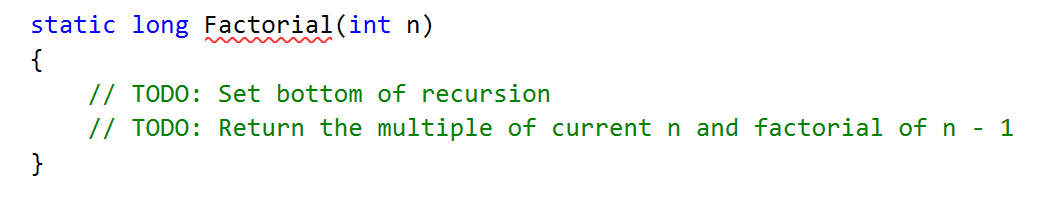 static long Factorial(int n)
{
// TODO: Set bottom of recursion
// TODO: Return the multiple of current n and factorial of n - 1
}